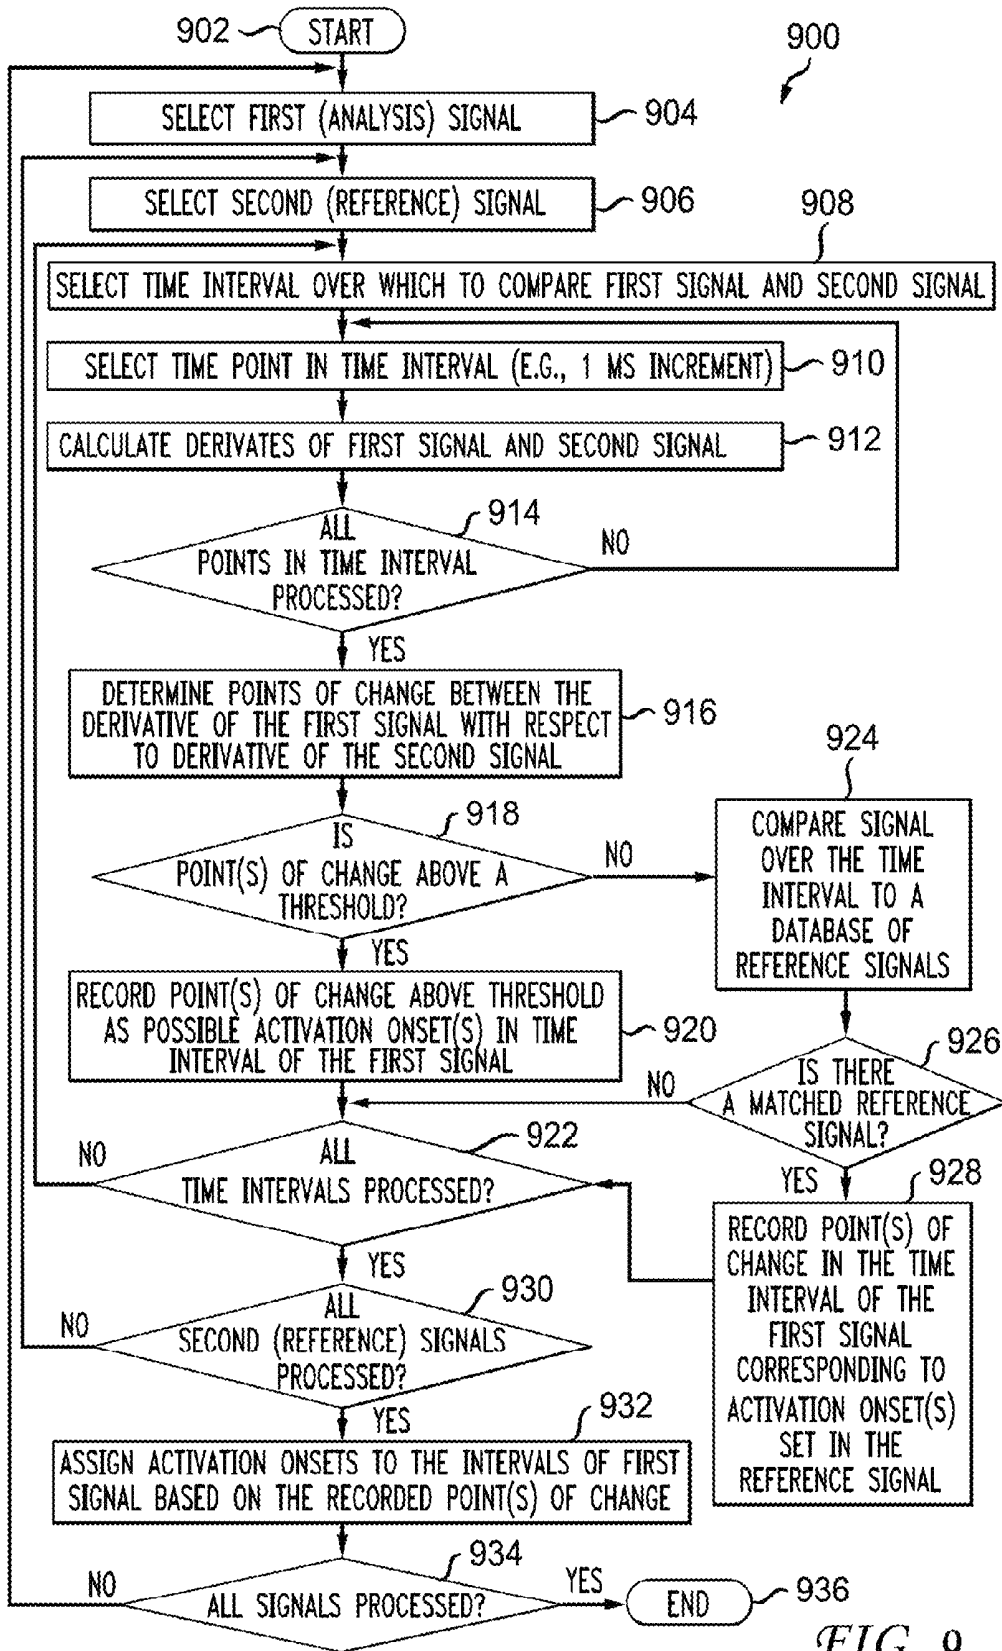 902
START
900
SELECT FIRST (ANALYSIS) SIGNAL
904
SELECT SECOND (REFERENCE) SIGNAL
906
908
SELECT TIME INTERVAL OVER WHICH TO COMPARE FIRST SIGNAL AND SECOND SIGNAL
SELECT TIME POINT IN TIME INTERVAL (E.G., 1 MS INCREMENT)
910
CALCULATE DERIVATES OF FIRST SIGNAL AND SECOND SIGNAL
912
914
ALL
POINTS IN TIME INTERVAL
PROCESSED?
NO
YES
DETERMINE POINTS OF CHANGE BETWEEN THE
DERIVATIVE OF THE FIRST SIGNAL WITH RESPECT
TO DERIVATIVE OF THE SECOND SIGNAL
916
918
IS
POINT(S) OF CHANGE ABOVE A
THRESHOLD?
NO
YES
924
COMPARE SIGNAL
OVER THE TIME
INTERVAL TO A
DATABASE OF
REFERENCE SIGNALS
RECORD POINT(S) OF CHANGE ABOVE THRESHOLD
AS POSSIBLE ACTIVATION ONSET(S) IN TIME
INTERVAL OF THE FIRST SIGNAL
920
926
IS THERE
A MATCHED REFERENCE
SIGNAL?
NO
YES
922
ALL
TIME INTERVALS PROCESSED?
NO
YES
928
RECORD POINT(S) OF
CHANGE IN THE TIME
INTERVAL OF THE
FIRST SIGNAL
CORRESPONDING TO
ACTIVATION ONSET(S)
SET IN THE
REFERENCE SIGNAL
930
ALL
SECOND (REFERENCE) SIGNALS
PROCESSED?
NO
YES
932
ASSIGN ACTIVATION ONSETS TO THE INTERVALS OF FIRST
SIGNAL BASED ON THE RECORDED POINT(S) OF CHANGE
934
ALL SIGNALS PROCESSED?
NO
YES
END
936
FIG. 9